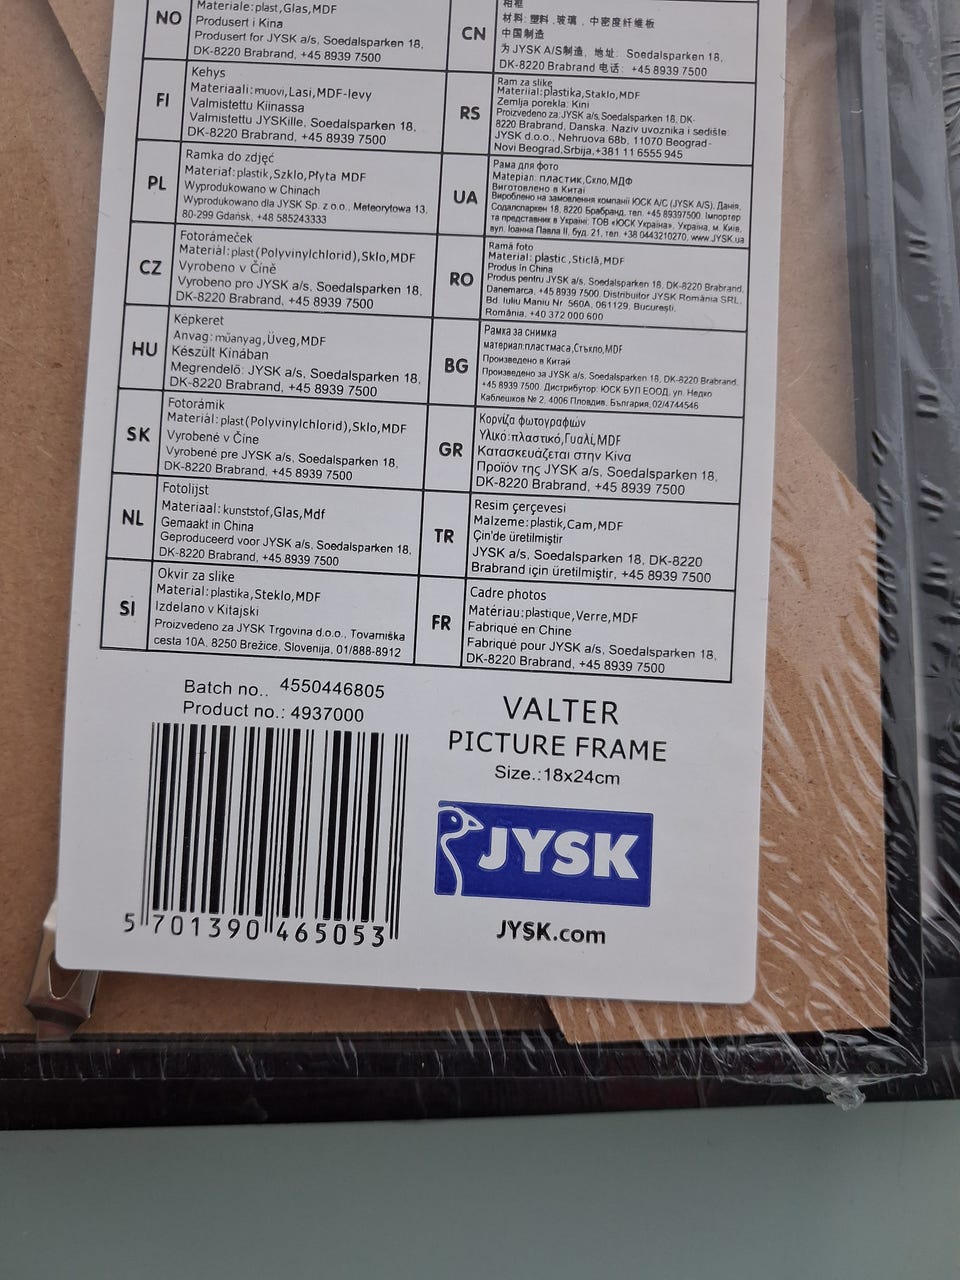 NO
Materiale:plast,Glas,MDF
Produsert i Kina
Produsert for JYSK a/s, Soedalsparken 18,
DK-8220 Brabrand, +45 8939 7500
FI
Kehys
Materiaali:muovi,Lasi,MDF-levy
Valmistettu Kiinassa
Valmistettu JYSKille, Soedalsparken 18,
DK-8220 Brabrand, +45 8939 7500
PL
Ramka do zdjęć
Materiaf:plastik,Szkło,Płyta MDF
Wyprodukowano w Chinach
Wyprodukowano dla JYSK Sp. z o.o., Meteorytowa 13,
80-299 Gdańsk, +48 585243333
CZ
Fotorámeček
Materiál:plast(Polyvinylchlorid),Sklo,MDF
Vyrobeno v Číně
Vyrobeno pro JYSK a/s, Soedalsparken 18,
DK-8220 Brabrand, +45 8939 7500
HU
Képkeret
Anvag:műanyag,Üveg,MDF
Készült Kínában
Megrendelő: JYSK a/s, Soedalsparken 18,
DK-8220 Brabrand, +45 8939 7500
SK
Fotorámik
Materiál:plast(Polyvinylchlorid),Sklo,MDF
Vyrobené v Číne
Vyrobené pre JYSK a/s, Soedalsparken 18,
DK-8220 Brabrand, +45 8939 7500
NL
Fotolijst
Materiaal:kunststof,Glas,Mdf
Gemaakt in China
Geproduceerd voor JYSK a/s, Soedalsparken 18,
DK-8220 Brabrand, +45 8939 7500
SI
Okvir za slike
Material:plastika,Steklo,MDF
Izdelano v Kitajski
Proizvedeno za JYSK Trgovina d.o.o., Tovarniška
cesta 10A, 8250 Brežice, Slovenija, 01/888-8912
CN
相框
材料: 塑料 .玻璃 . 中密度纤维板
中国制造
为JYSK A/S制造, 地址: Soedalsparken 18,
DK-8220 Brabrand 电话: +45 8939 7500
RS
Ram za slike
Materiial:plastika,Staklo,MDF
Zemlja porekla: Kini
Proizvedeno za: JYSK a/s, Soedalsparken 18, DK-
8220 Brabrand, Danska. Naziv uvoznika i sedište:
JYSK d.o.o., Nehruova 68b, 11070 Beograd-
Novi Beograd,Srbija,+381 11 6555 945
UA
Рама для фото
Матеріал: пластик,Скло,МДФ
Виготовлено в Китаї
Вироблено на замовлення компанії ЮСК А/С (JYSK A/S), Данія,
Содалспаркен 18, 8220 Брабранд, тел. +45 89397500. Імпортер
та представник в Україні: ТОВ «ЮСК Україна», Україна, м. Київ,
вул. Іоанна Павла II, буд. 21, тел. +38 0443210270, www.JYSK.ua
RO
Ramă foto
Material: plastic ,Sticlă,MDF
Produs in China
Produs pentru JYSK a/s, Soedalsparken 18, DK-8220 Brabrand,
Danemarca, +45 8939 7500. Distribuitor JYSK România SRL,
Bd. Iuliu Maniu Nr. 560A, 061129, Bucureşti,
România, +40 372 000 600
BG
Рамка за снимка
материал:пластмаса,Стъкло,MDF
Произведено в Китай
Произведено за JYSK a/s, Soedalsparken 18, DK-8220 Brabrand,
+45 8939 7500. Дистрибутор: ЮСК БУЛ ЕООД, ул. Недко
Каблешков № 2, 4006 Пловдив, България, 02/4744546
GR
Κορνίζα φωτογραφιών
Υλικό:πλαστικό,Γυαλί,MDF
Κατασκευάζεται στην Κίνα
Προϊόν της JYSK a/s, Soedalsparken 18,
DK-8220 Brabrand, +45 8939 7500
TR
Resim çerçevesi
Malzeme:plastik,Cam,MDF
Çin'de üretilmiştir
JYSK a/s, Soedalsparken 18, DK-8220
Brabrand için üretilmiştir, +45 8939 7500
FR
Cadre photos
Matériau:plastique,Verre,MDF
Fabriqué en Chine
Fabriqué pour JYSK a/s, Soedalsparken 18,
DK-8220 Brabrand, +45 8939 7500
Batch no.. 4550446805
Product no.: 4937000
5 701390 465053
VALTER
PICTURE FRAME
Size.:18x24cm
JYSK
JYSK.com